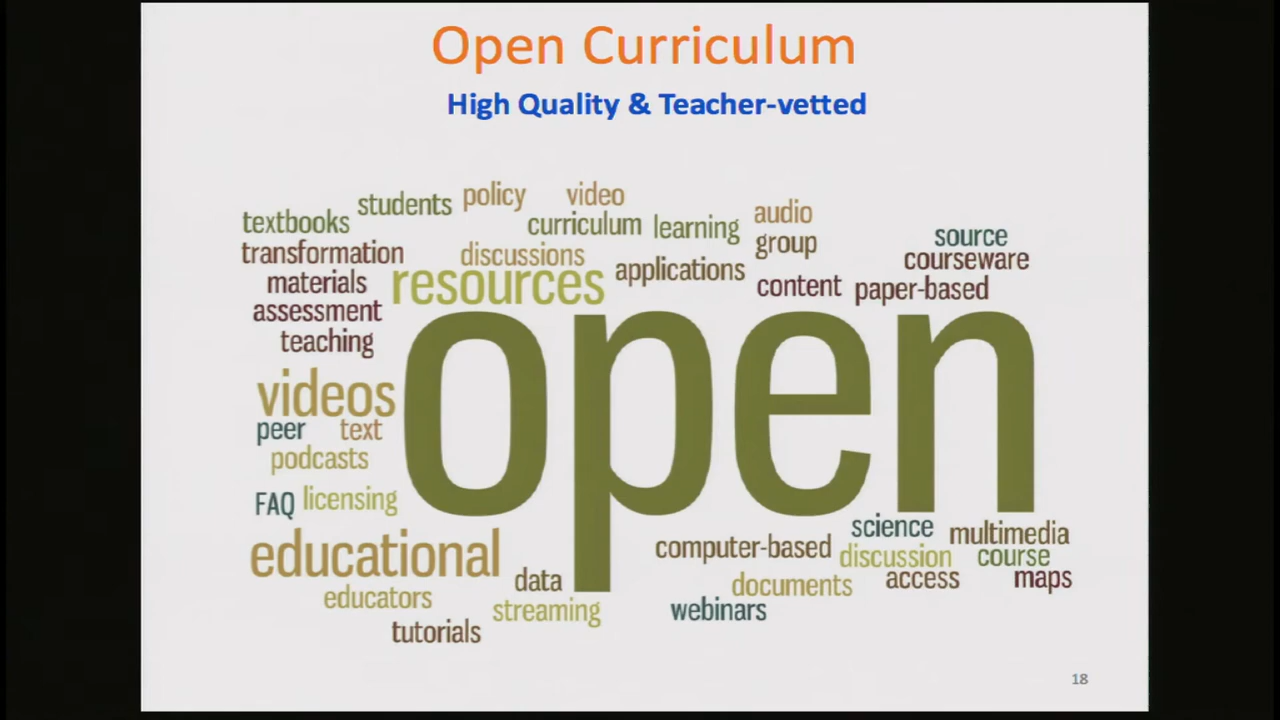 Open Curriculum
High Quality & Teacher-vetted
students policy video
textbooks curriculum learning audio
transformation discussions group source
materials resources applications content paper-based courseware
assessment
teaching
open
videos
peer text
podcasts
FAQ licensing
educational computer-based science multimedia
data discussion course
educators documents access maps
streaming webinars
tutorials
18